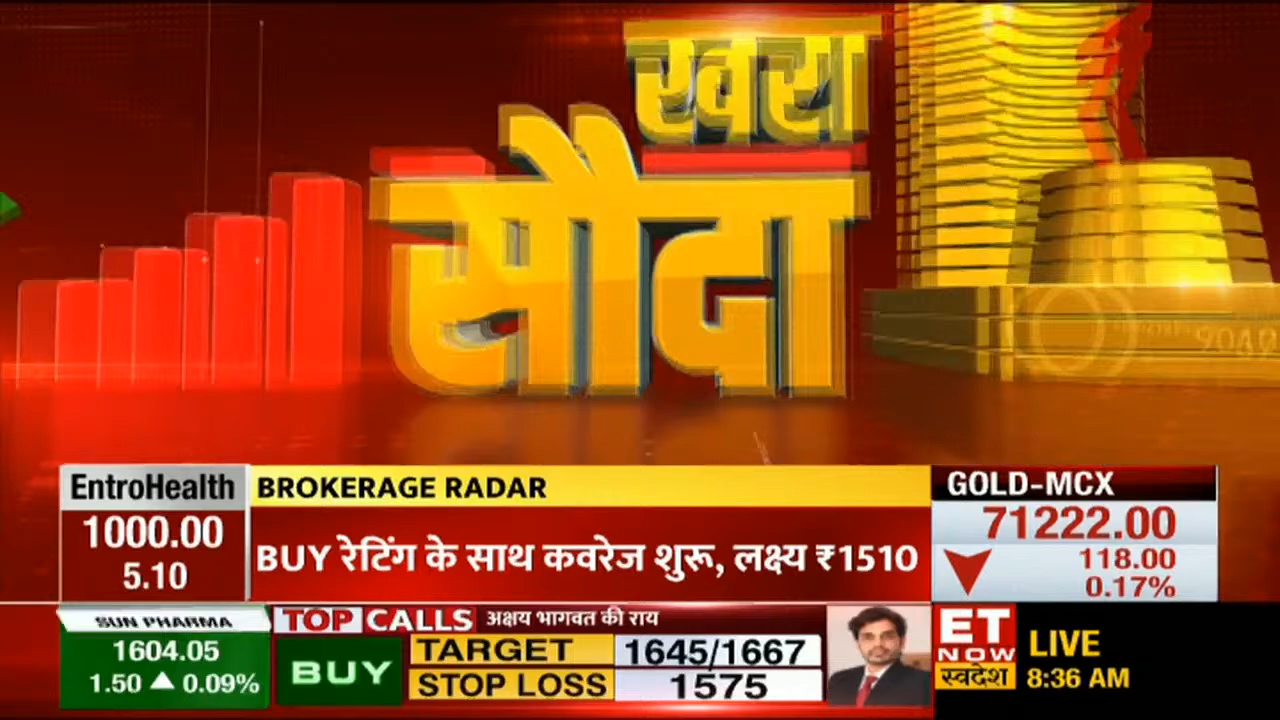 खरा
सौदा
EntroHealth
1000.00
5.10
BROKERAGE RADAR
BUY रेटिंग के साथ कवरेज शुरू, लक्ष्य ₹1510
GOLD-MCX
71222.00
118.00
0.17%
SUN PHARMA
1604.05
1.50 ▲ 0.09%
TOP CALLS अक्षय भागवत की राय
BUY
TARGET 1645/1667
STOP LOSS 1575
ET
NOW
स्वदेश
LIVE
8:36 AM